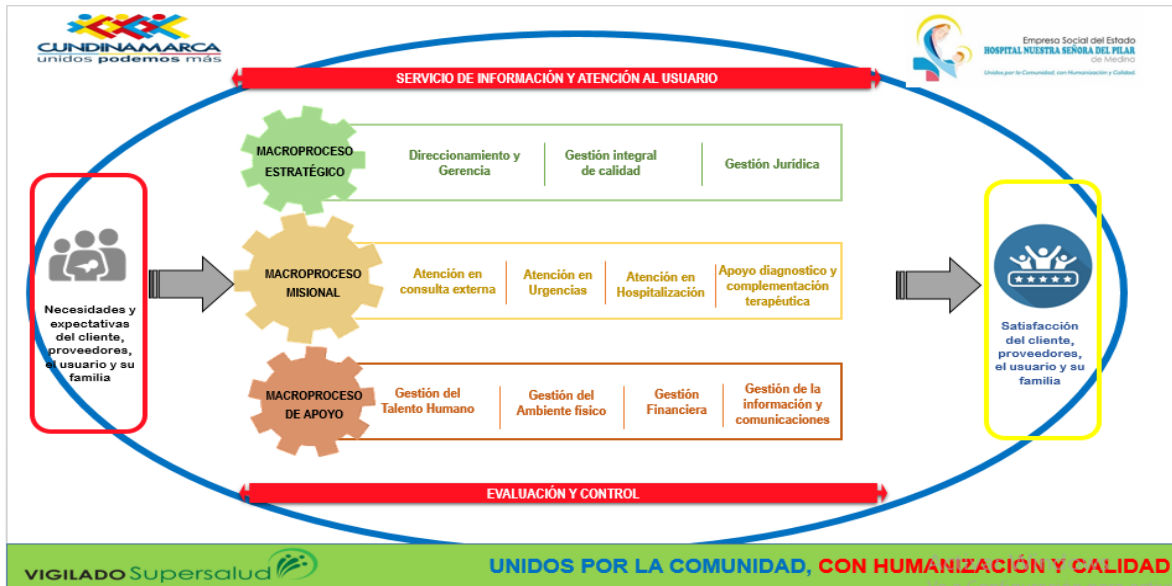 CUNDINAMARCA
unidos podemos más
Empresa Social del Estado
HOSPITAL NUESTRA SEÑORA DEL PILAR
de Medina
Unidos por la Comunidad, con Humanización y Calidad.
SERVICIO DE INFORMACIÓN Y ATENCIÓN AL USUARIO
MACROPROCESO
ESTRATÉGICO
Direccionamiento y
Gerencia
Gestión integral
de calidad
Gestión Jurídica
Necesidades y
expectativas
del cliente,
proveedores,
el usuario y su
familia
MACROPROCESO
MISIONAL
Atención en
consulta externa
Atención en
Urgencias
Atención en
Hospitalización
Apoyo diagnostico y
complementación
terapéutica
Satisfacción
del cliente,
proveedores,
el usuario y su
familia
MACROPROCESO
DE APOYO
Gestión del
Talento Humano
Gestión del
Ambiente físico
Gestión
Financiera
Gestión de la
información y
comunicaciones
EVALUACIÓN Y CONTROL
VIGILADO Supersalud
UNIDOS POR LA COMUNIDAD, CON HUMANIZACIÓN Y CALIDAD